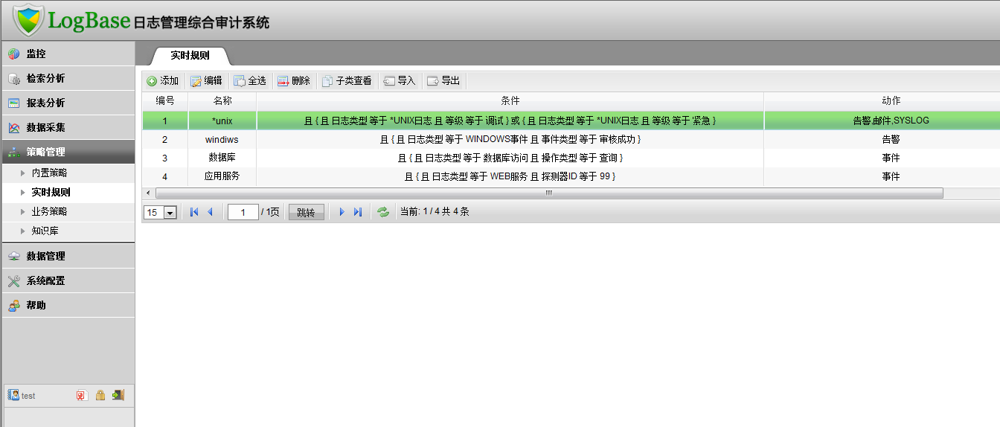 LogBase 日志管理综合审计系统
监控
检索分析
报表分析
数据采集
策略管理
内置策略
实时规则
业务策略
知识库
数据管理
系统配置
帮助
test
实时规则
添加 编辑 全选 删除 子类查看 导入 导出
编号 名称 条件 动作
1 *unix 且 { 且 日志类型 等于 *UNIX日志 且 等级 等于 调试 } 或 { 且 日志类型 等于 *UNIX日志 且 等级 等于 紧急 } 告警,邮件,SYSLOG
2 windiws 且 { 且 日志类型 等于 WINDOWS事件 且 事件类型 等于 审核成功 } 告警
3 数据库 且 { 且 日志类型 等于 数据库访问 且 操作类型 等于 查询 } 事件
4 应用服务 且 { 且 日志类型 等于 WEB服务 且 探测器ID 等于 99 } 事件
15 1 / 1页 跳转 当前: 1 / 4 共 4 条